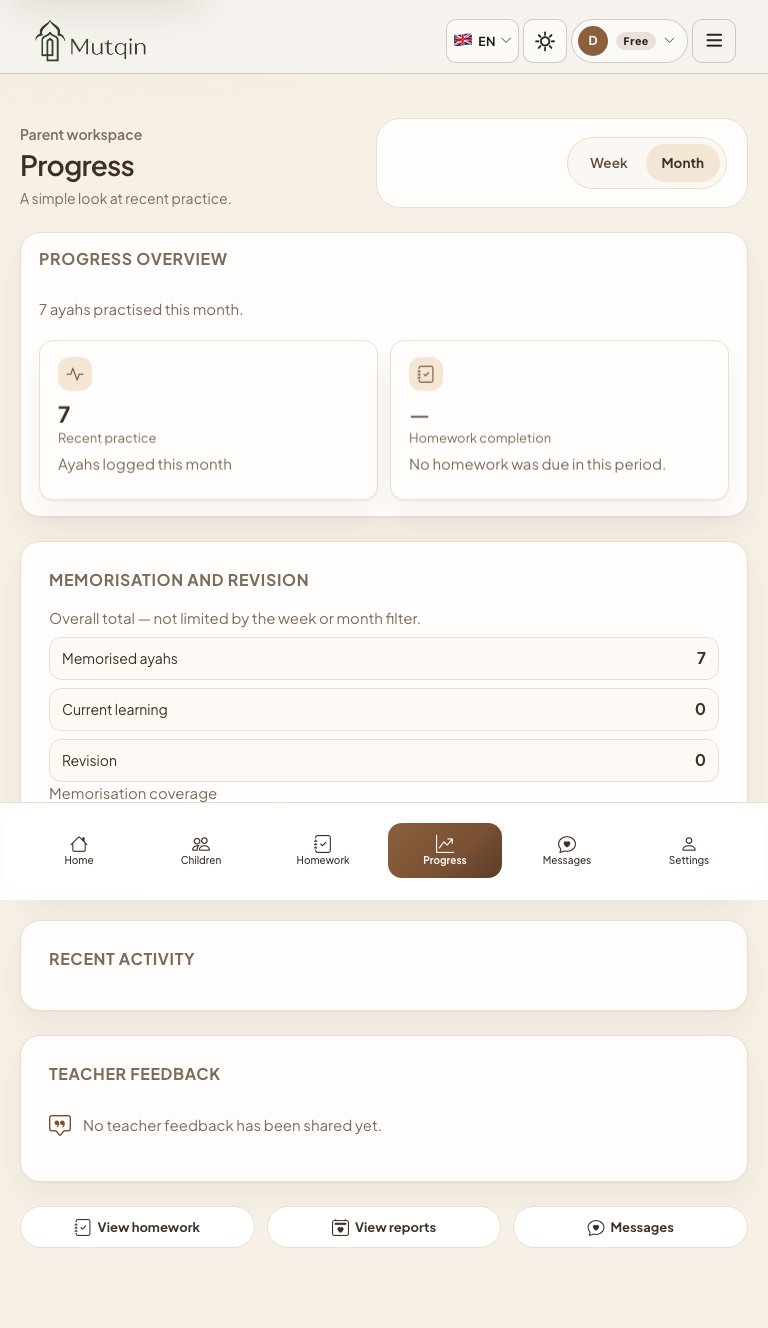 Mutqin
EN
D
Free
Parent workspace
Progress
A simple look at recent practice.
Week
Month
PROGRESS OVERVIEW
7 ayahs practised this month.
7
Recent practice
Ayahs logged this month
—
Homework completion
No homework was due in this period.
MEMORISATION AND REVISION
Overall total — not limited by the week or month filter.
Memorised ayahs 7
Current learning 0
Revision 0
Memorisation coverage
Home
Children
Homework
Progress
Messages
Settings
RECENT ACTIVITY
TEACHER FEEDBACK
No teacher feedback has been shared yet.
View homework
View reports
Messages